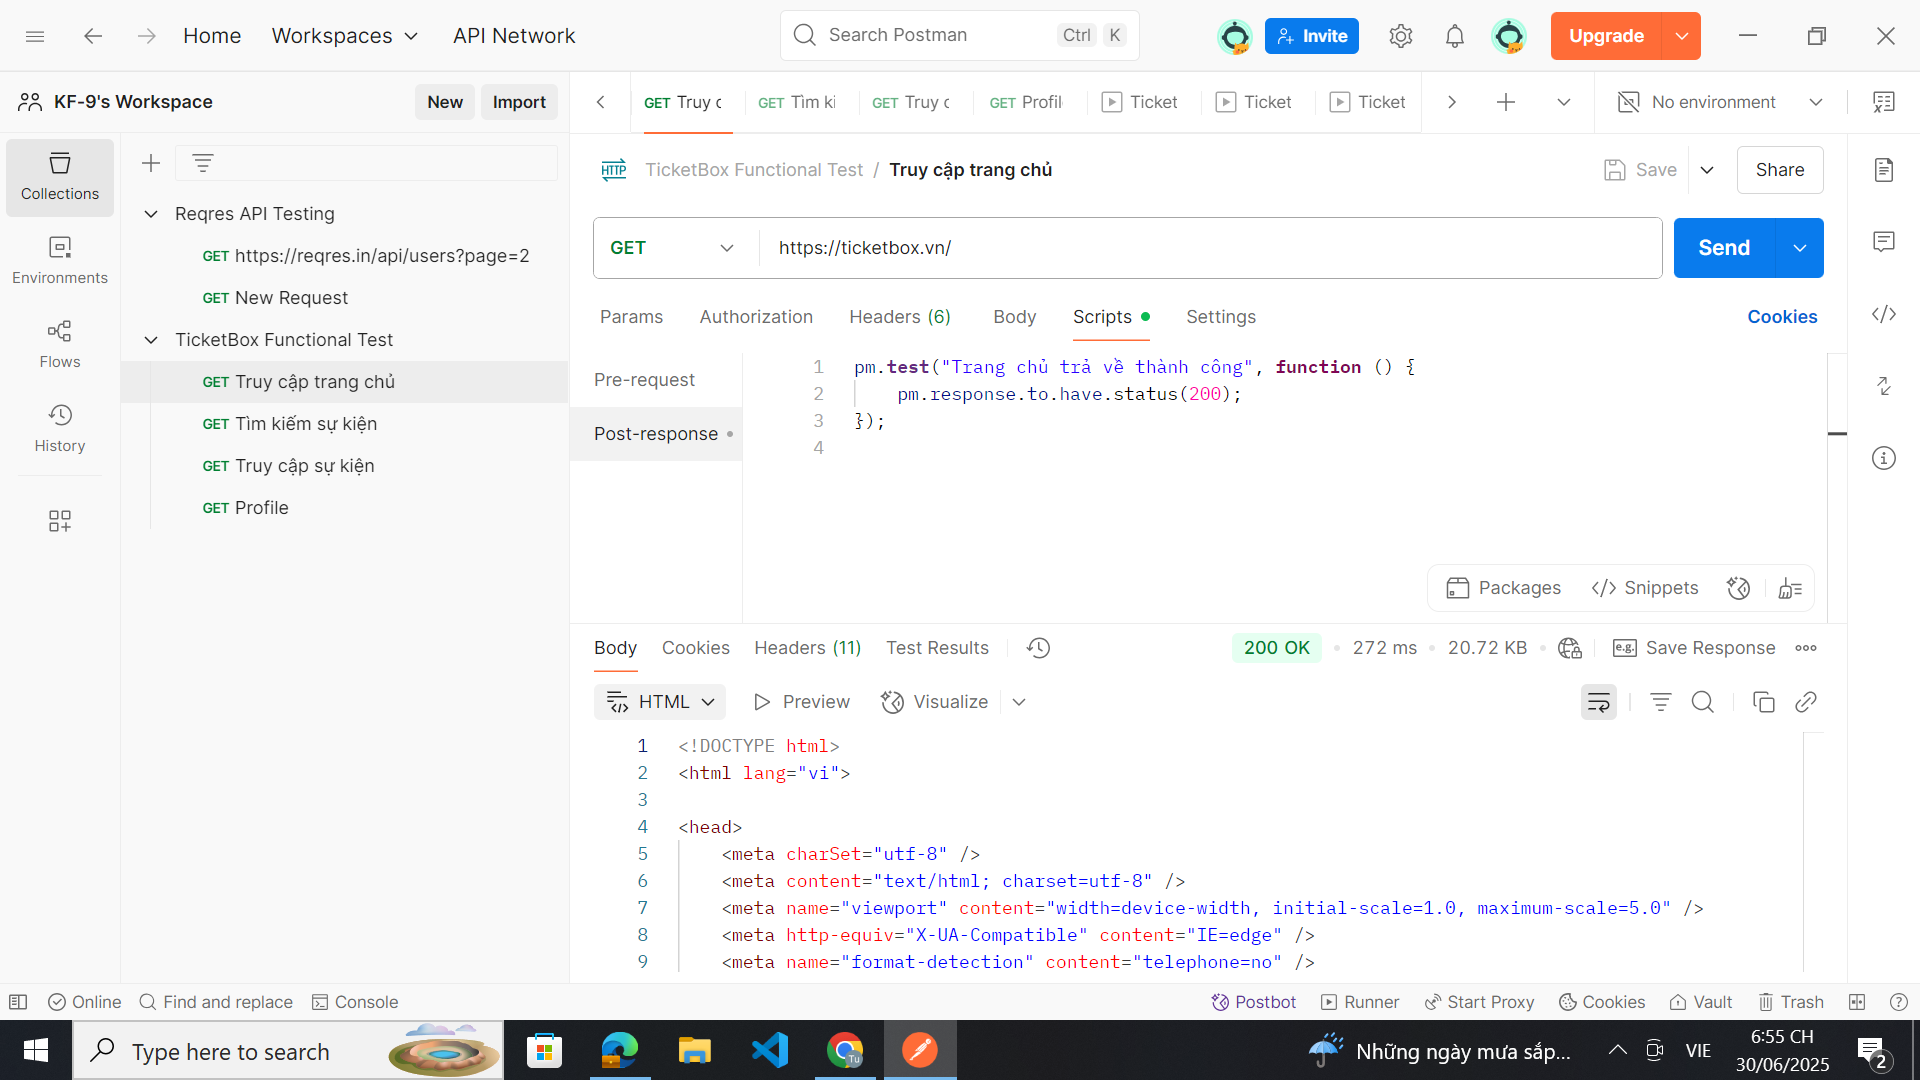 Home
Workspaces
API Network
Search Postman
Ctrl K
Invite
Upgrade
KF-9's Workspace
New
Import
GET Truy c
GET Tìm ki
GET Truy c
GET Profil
Ticket
Ticket
Ticket
No environment
Collections
Environments
Flows
History
Reqres API Testing
GET https://reqres.in/api/users?page=2
GET New Request
TicketBox Functional Test
GET Truy cập trang chủ
GET Tìm kiếm sự kiện
GET Truy cập sự kiện
GET Profile
HTTP TicketBox Functional Test / Truy cập trang chủ
Save
Share
GET https://ticketbox.vn/
Send
Params
Authorization
Headers (6)
Body
Scripts
Settings
Cookies
Pre-request
Post-response
1 pm.test("Trang chủ trả về thành công", function () {
2 pm.response.to.have.status(200);
3 });
4
Packages
Snippets
Body
Cookies
Headers (11)
Test Results
200 OK
272 ms
20.72 KB
e.g. Save Response
HTML
Preview
Visualize
1 <!DOCTYPE html>
2 <html lang="vi">
3
4 <head>
5 <meta charSet="utf-8" />
6 <meta content="text/html; charset=utf-8" />
7 <meta name="viewport" content="width=device-width, initial-scale=1.0, maximum-scale=5.0" />
8 <meta http-equiv="X-UA-Compatible" content="IE=edge" />
9 <meta name="format-detection" content="telephone=no" />
Online
Find and replace
Console
Postbot
Runner
Start Proxy
Cookies
Vault
Trash
Type here to search
Tu
Những ngày mưa sắp...
VIE
6:55 CH
30/06/2025
2